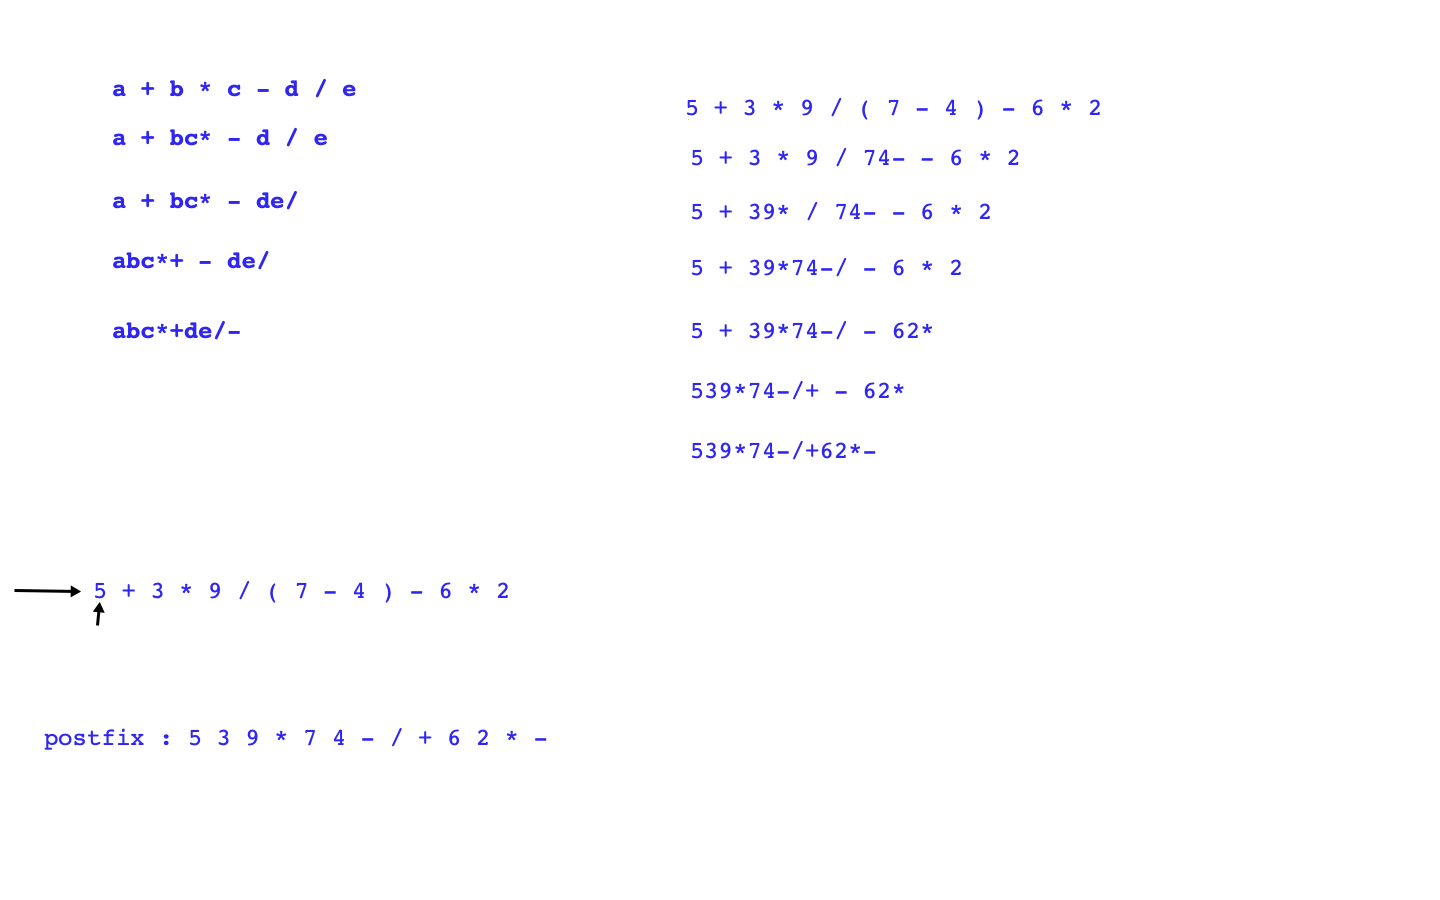 a + b * c - d / e
a + bc* - d / e
a + bc* - de/
abc*+ - de/
abc*+de/-
5 + 3 * 9 / ( 7 - 4 ) - 6 * 2
5 + 3 * 9 / 74- - 6 * 2
5 + 39* / 74- - 6 * 2
5 + 39*74-/ - 6 * 2
5 + 39*74-/ - 62*
539*74-/+ - 62*
539*74-/+62*-
5 + 3 * 9 / ( 7 - 4 ) - 6 * 2
postfix : 5 3 9 * 7 4 - / + 6 2 * -